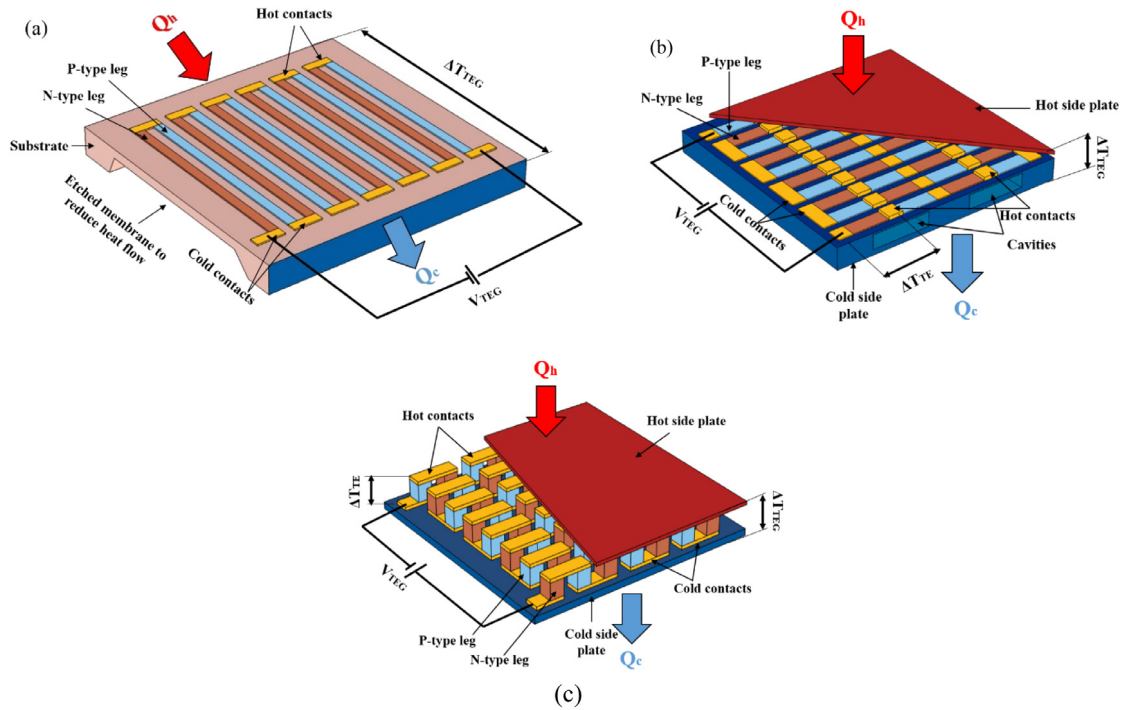 (a)
Qh
Hot contacts
P-type leg
N-type leg
ΔTTEG
Substrate
Etched membrane to
reduce heat flow
Cold contacts
Qc
VTEG
(b)
Qh
P-type leg
N-type leg
Hot side plate
ΔTTEG
VTEG
Cold contacts
Hot contacts
Cavities
ΔTTE
Cold side
plate
Qc
Qh
Hot contacts
Hot side plate
ΔTTE
ΔTTEG
VTEG
Cold contacts
P-type leg
N-type leg
Cold side
plate
Qc
(c)